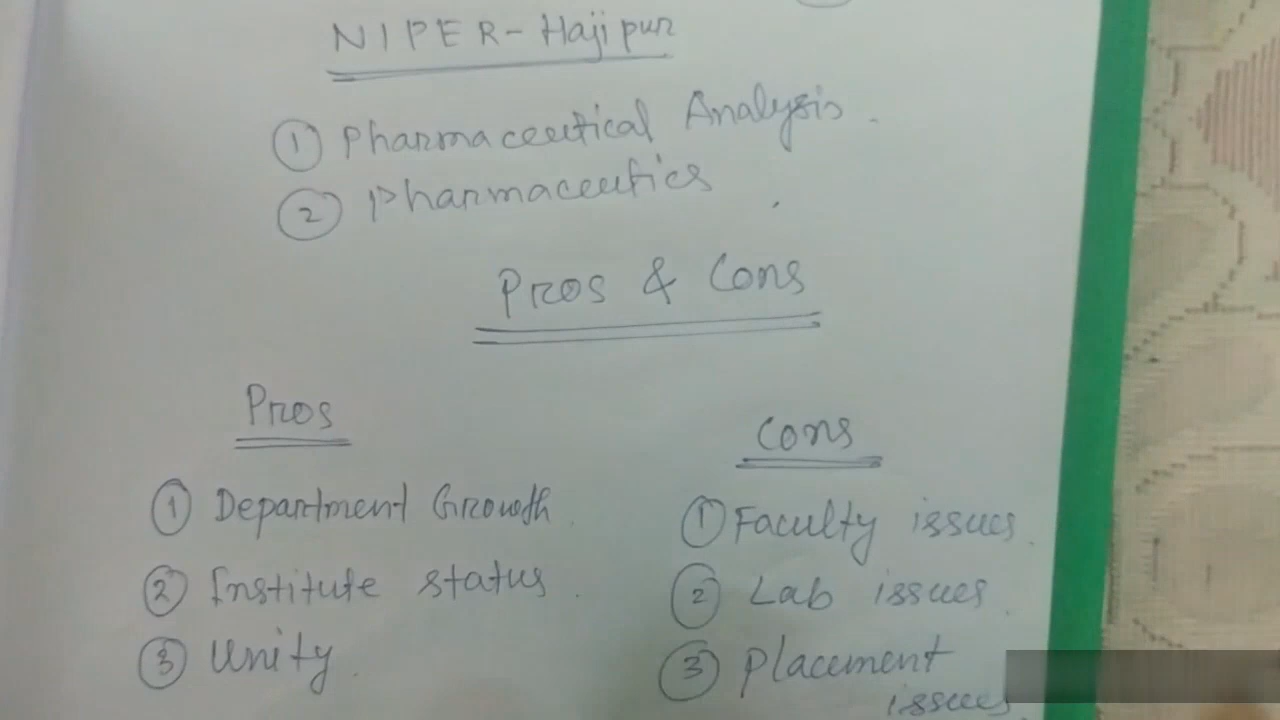 NIPER-Hajipur
① Pharmaceutical Analysis.
② Pharmaceutics
Pros & Cons
Pros
① Department Growth.
② Institute status.
③ Unity.
Cons
① Faculty issues.
② Lab issues.
③ Placement
issues.